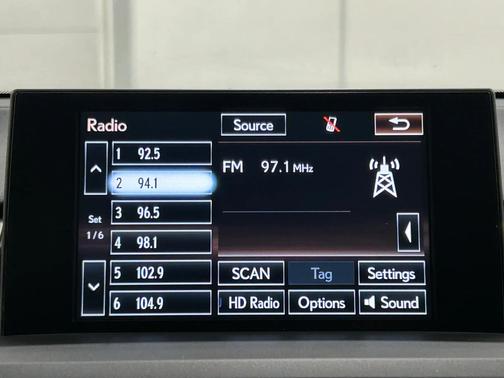 Radio
Source
1 92.5
2 94.1
3 96.5
4 98.1
5 102.9
6 104.9
Set
1/6
FM 97.1 MHz
SCAN
Tag
Settings
HD Radio
Options
Sound